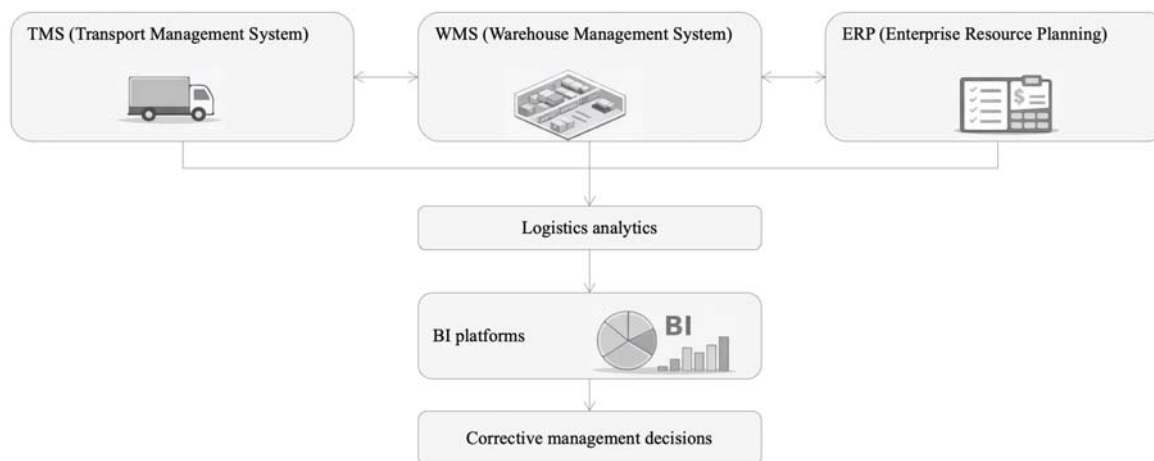 TMS (Transport Management System)
WMS (Warehouse Management System)
ERP (Enterprise Resource Planning)
$
Logistics analytics
BI platforms
BI
Corrective management decisions